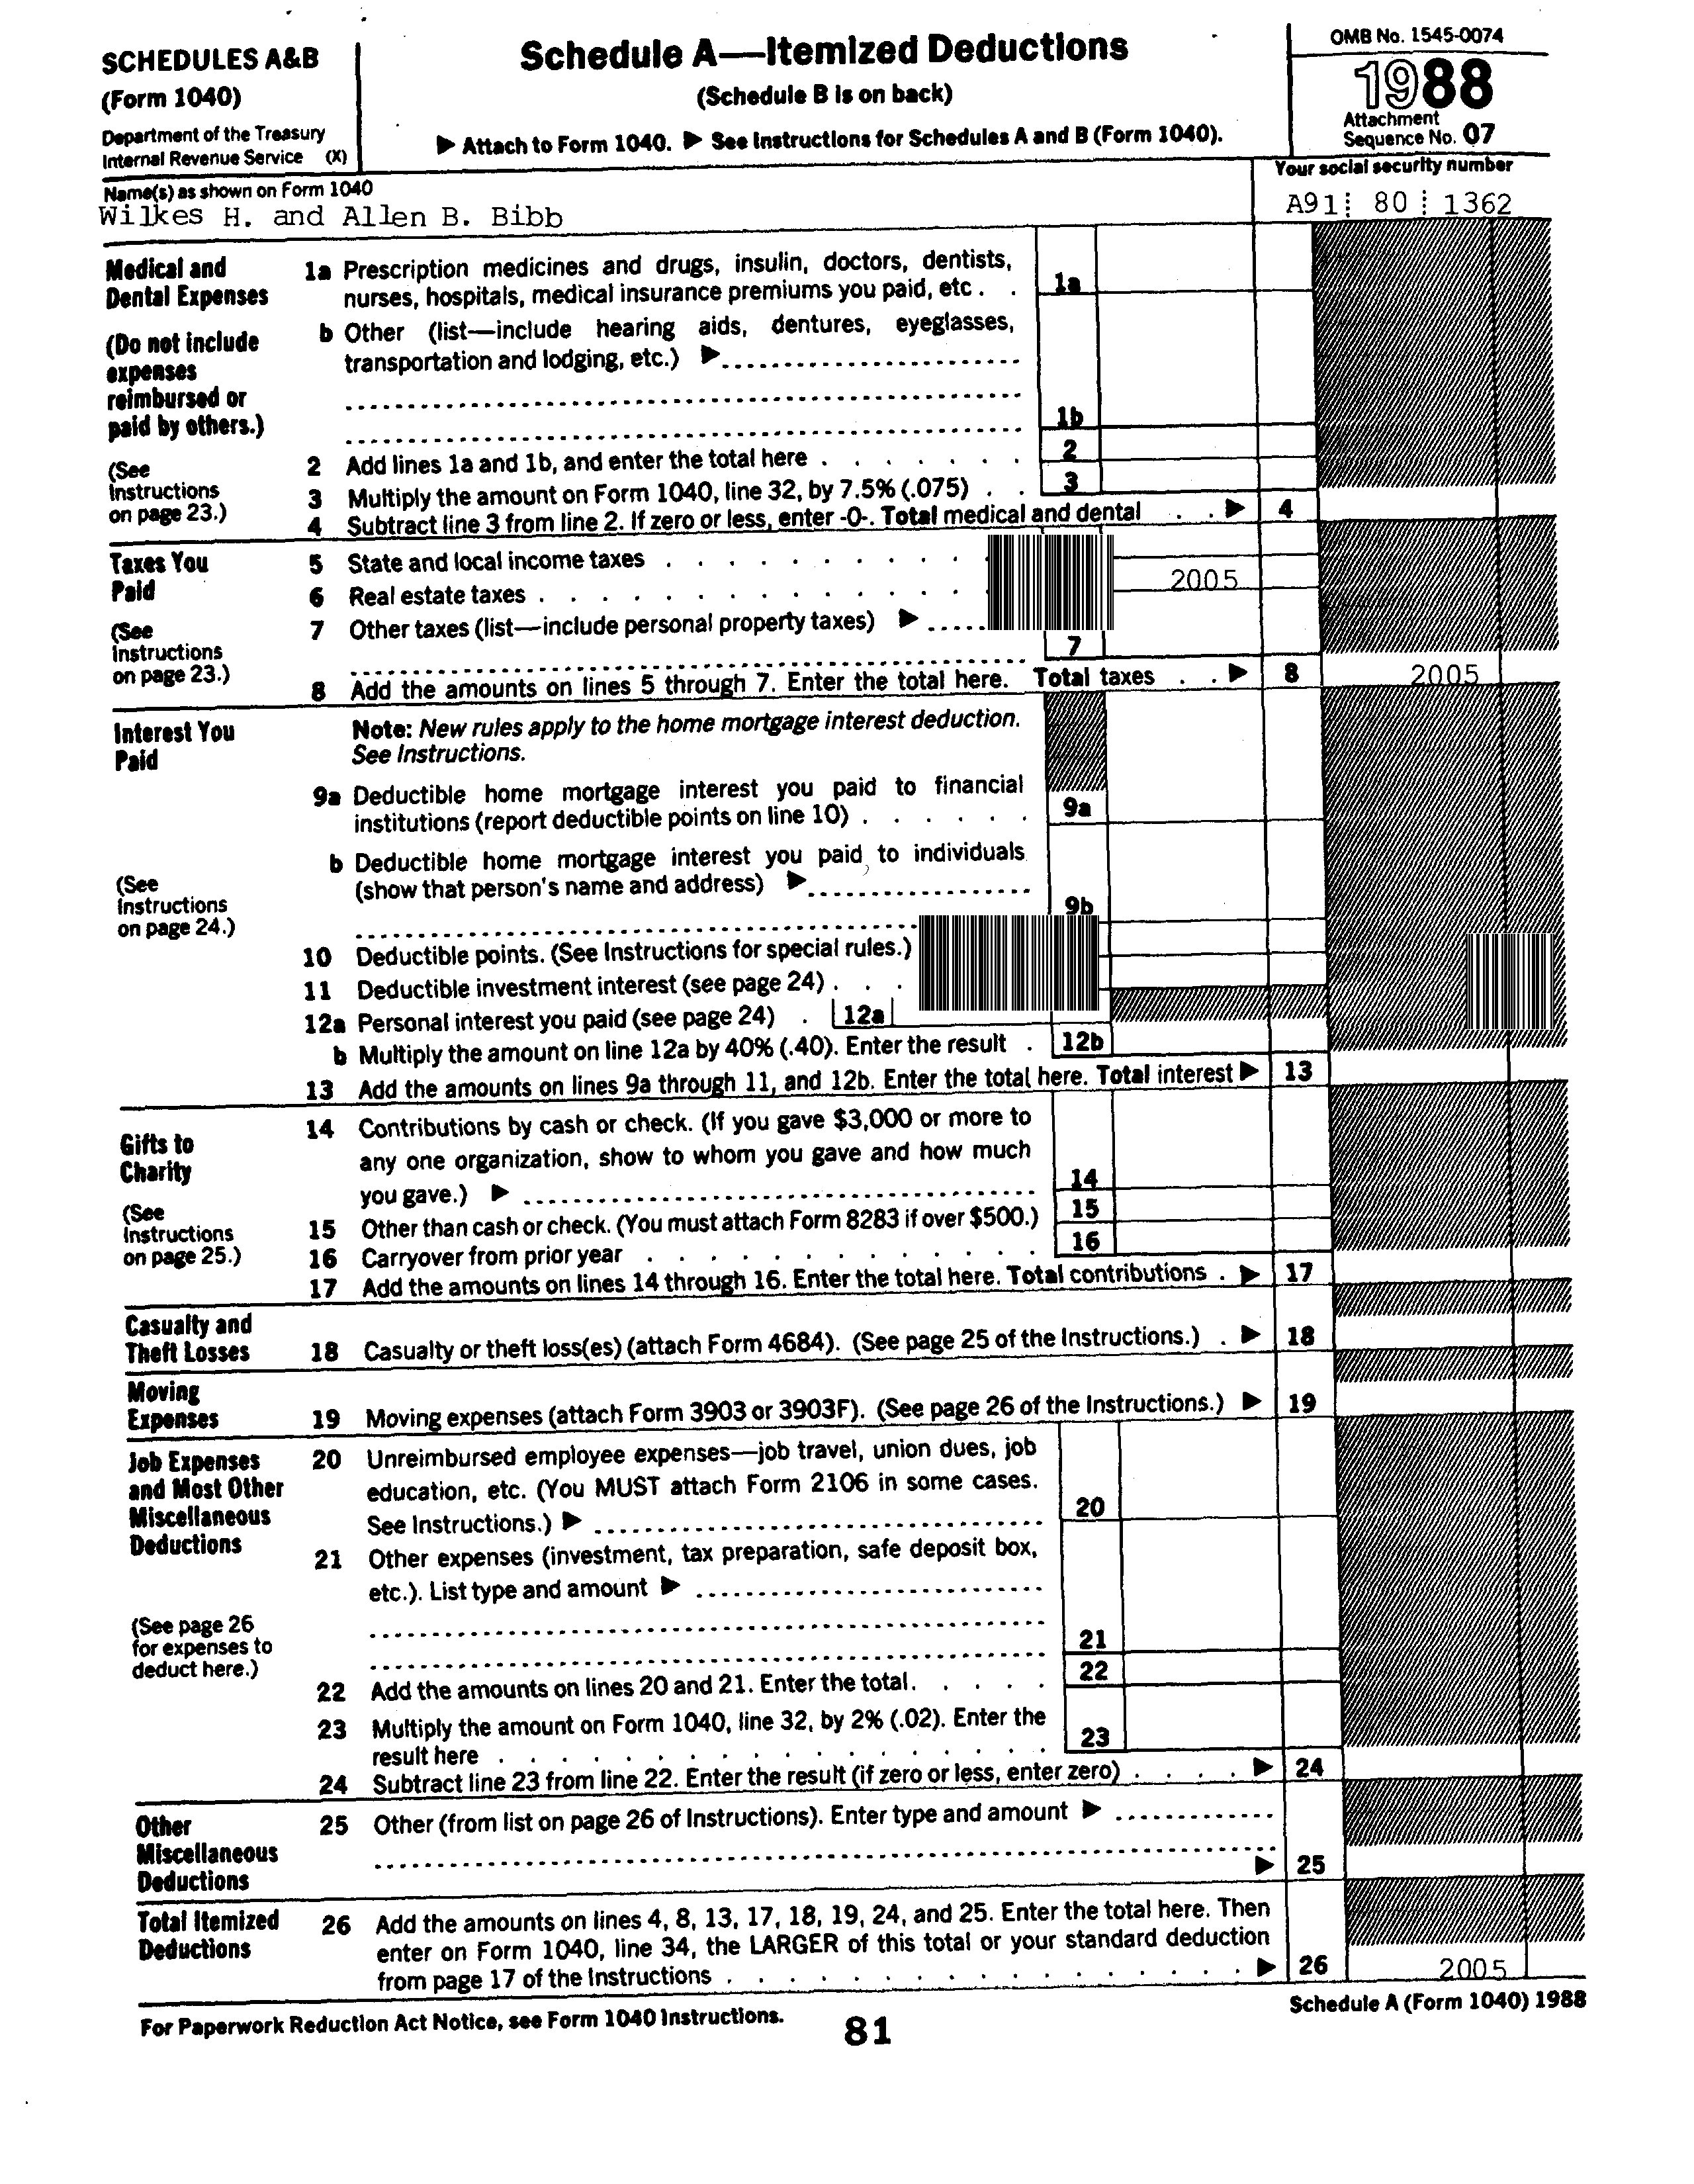 SCHEDULES A&B
(Form 1040)
Department of the Treasury
Internal Revenue Service (X)
Schedule A—Itemized Deductions
(Schedule B is on back)
▶ Attach to Form 1040. ▶ See Instructions for Schedules A and B (Form 1040).
OMB No. 1545-0074
1988
Attachment
Sequence No. 07
Name(s) as shown on Form 1040
Wilkes H. and Allen B. Bibb
Your social security number
A91 80 1362
Medical and
Dental Expenses
(Do not include
expenses
reimbursed or
paid by others.)
(See
Instructions
on page 23.)
1a Prescription medicines and drugs, insulin, doctors, dentists,
nurses, hospitals, medical insurance premiums you paid, etc . . 1a
b Other (list—include hearing aids, dentures, eyeglasses,
transportation and lodging, etc.) ▶
1b
2 Add lines 1a and 1b, and enter the total here . . . . . . . 2
3 Multiply the amount on Form 1040, line 32, by 7.5% (.075) . . 3
4 Subtract line 3 from line 2. If zero or less, enter -0-. Total medical and dental . . ▶ 4
Taxes You
Paid
(See
Instructions
on page 23.)
5 State and local income taxes . . . . . . . . . .
6 Real estate taxes . . . . . . . . . . . . 2005
7 Other taxes (list—include personal property taxes) ▶
7
8 Add the amounts on lines 5 through 7. Enter the total here. Total taxes . . ▶ 8 2005
Interest You
Paid
(See
Instructions
on page 24.)
Note: New rules apply to the home mortgage interest deduction.
See Instructions.
9a Deductible home mortgage interest you paid to financial
institutions (report deductible points on line 10) . . . . . . 9a
b Deductible home mortgage interest you paid to individuals
(show that person's name and address) ▶
9b
10 Deductible points. (See Instructions for special rules.)
11 Deductible investment interest (see page 24) . . .
12a Personal interest you paid (see page 24) . 12a
b Multiply the amount on line 12a by 40% (.40). Enter the result . 12b
13 Add the amounts on lines 9a through 11, and 12b. Enter the total here. Total interest ▶ 13
Gifts to
Charity
(See
Instructions
on page 25.)
14 Contributions by cash or check. (If you gave $3,000 or more to
any one organization, show to whom you gave and how much
you gave.) ▶ 14
15 Other than cash or check. (You must attach Form 8283 if over $500.) 15
16 Carryover from prior year . . . . . . . . . . . . . 16
17 Add the amounts on lines 14 through 16. Enter the total here. Total contributions . ▶ 17
Casualty and
Theft Losses
18 Casualty or theft loss(es) (attach Form 4684). (See page 25 of the Instructions.) . ▶ 18
Moving
Expenses
19 Moving expenses (attach Form 3903 or 3903F). (See page 26 of the Instructions.) ▶ 19
Job Expenses
and Most Other
Miscellaneous
Deductions
(See page 26
for expenses to
deduct here.)
20 Unreimbursed employee expenses—job travel, union dues, job
education, etc. (You MUST attach Form 2106 in some cases.
See Instructions.) ▶ 20
21 Other expenses (investment, tax preparation, safe deposit box,
etc.). List type and amount ▶
21
22 Add the amounts on lines 20 and 21. Enter the total. . . . . 22
23 Multiply the amount on Form 1040, line 32, by 2% (.02). Enter the
result here . . . . . . . . . . . . . . . . . 23
24 Subtract line 23 from line 22. Enter the result (if zero or less, enter zero) . . . . ▶ 24
Other
Miscellaneous
Deductions
25 Other (from list on page 26 of Instructions). Enter type and amount ▶
▶ 25
Total Itemized
Deductions
26 Add the amounts on lines 4, 8, 13, 17, 18, 19, 24, and 25. Enter the total here. Then
enter on Form 1040, line 34, the LARGER of this total or your standard deduction
from page 17 of the Instructions . . . . . . . . . . . . . . . . ▶ 26 2005
For Paperwork Reduction Act Notice, see Form 1040 Instructions.
81
Schedule A (Form 1040) 1988